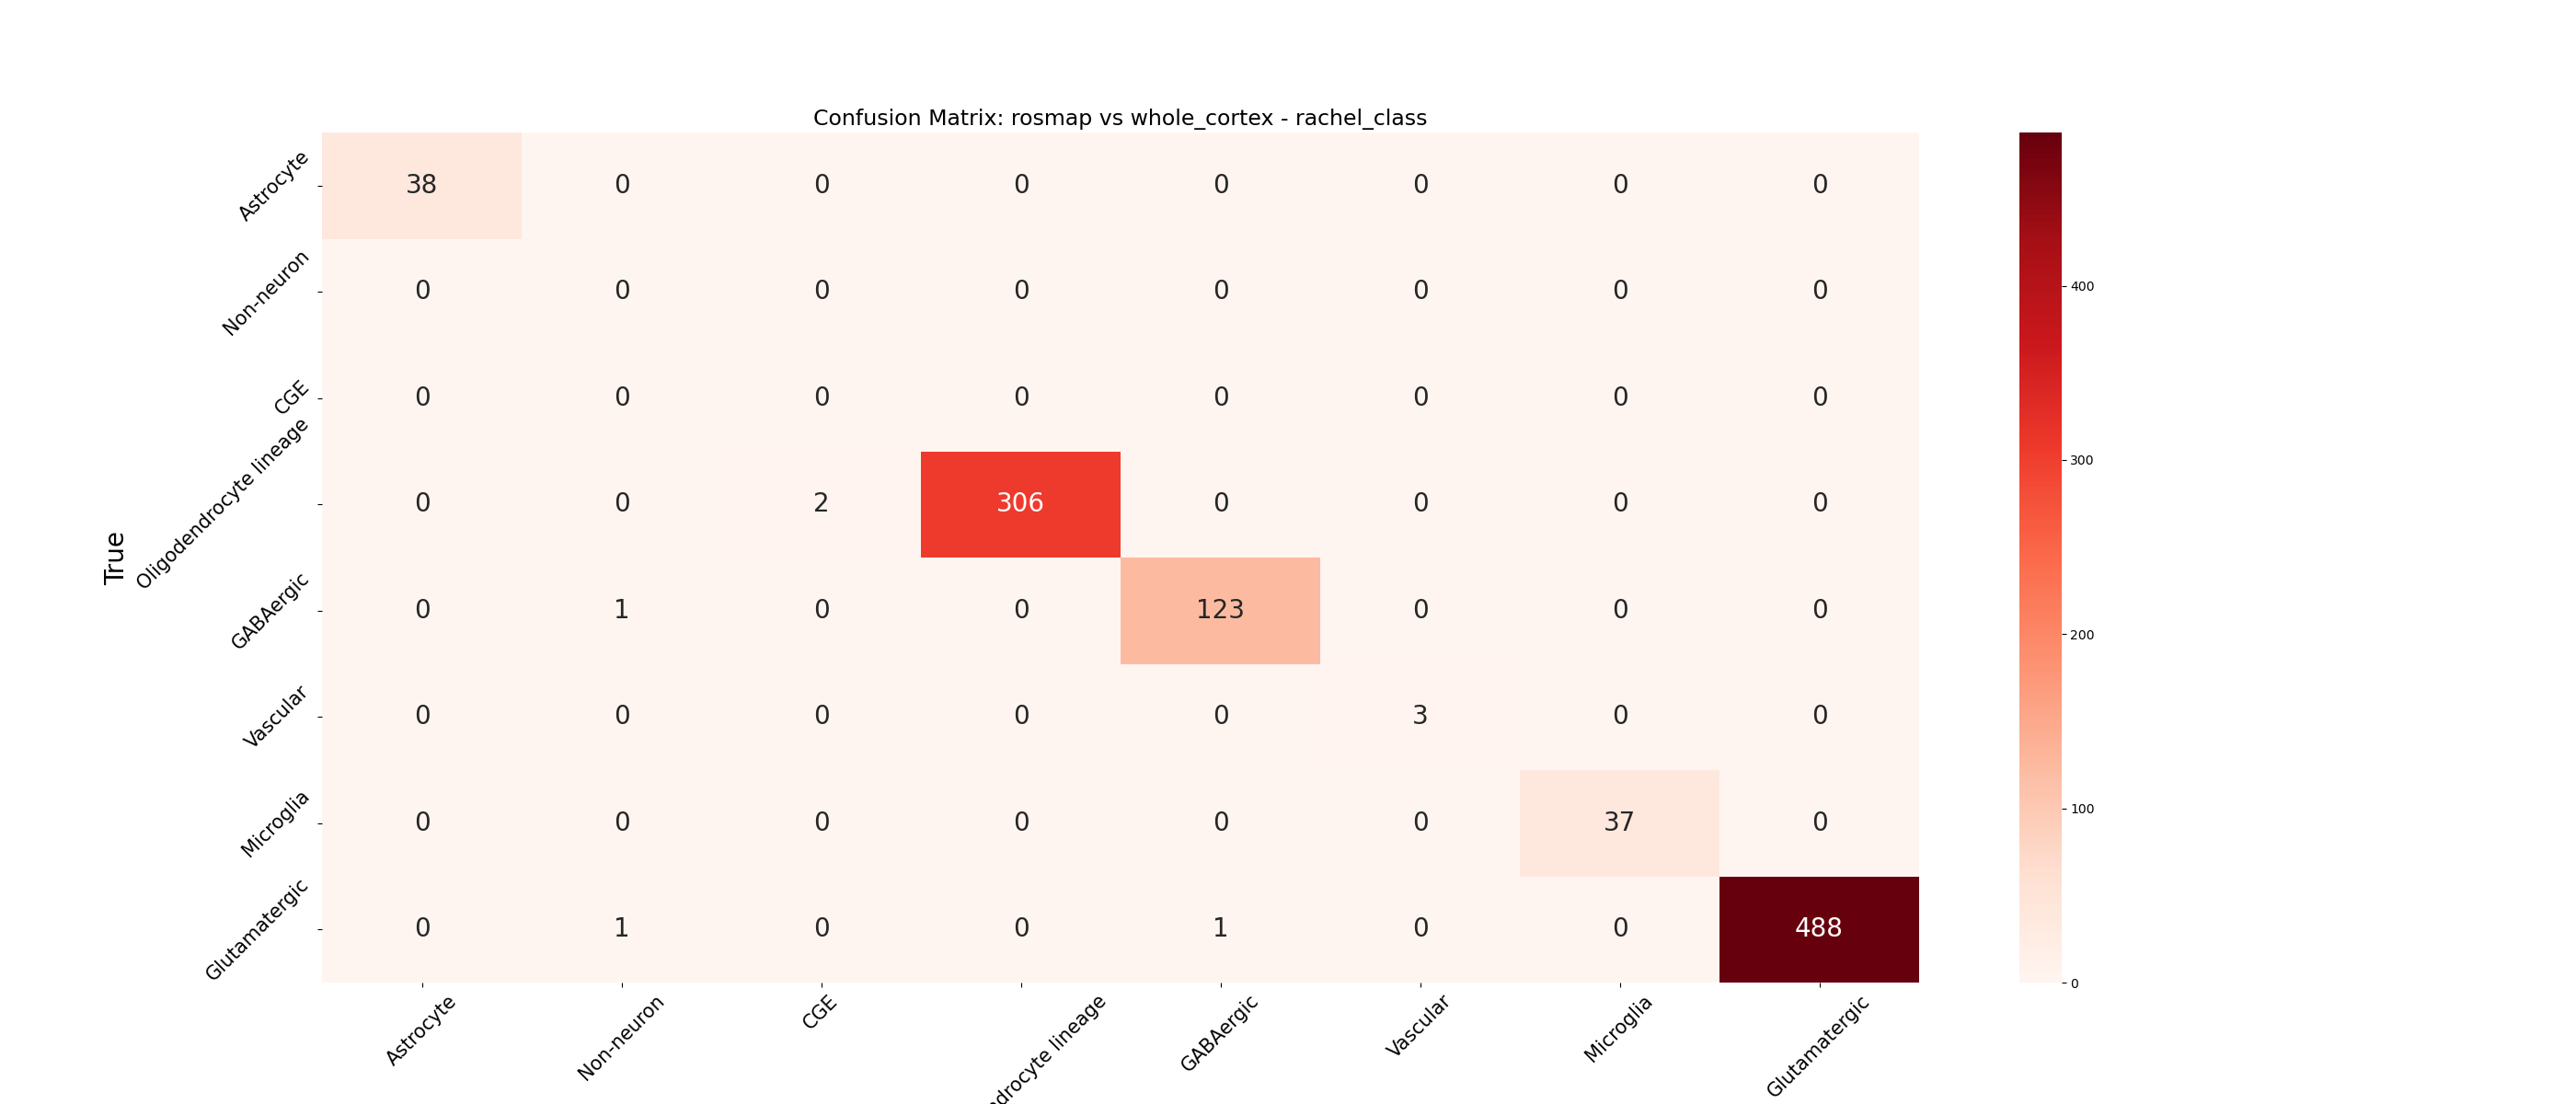 Confusion Matrix: rosmap vs whole_cortex - rachel_class
True
Astrocyte 38 0 0 0 0 0 0 0
Non-neuron 0 0 0 0 0 0 0 0
CGE 0 0 0 0 0 0 0 0
Oligodendrocyte lineage 0 0 2 306 0 0 0 0
GABAergic 0 1 0 0 123 0 0 0
Vascular 0 0 0 0 0 3 0 0
Microglia 0 0 0 0 0 0 37 0
Glutamatergic 0 1 0 0 1 0 0 488
Astrocyte Non-neuron CGE lineage GABAergic Vascular Microglia Glutamatergic
400
300
200
100
0